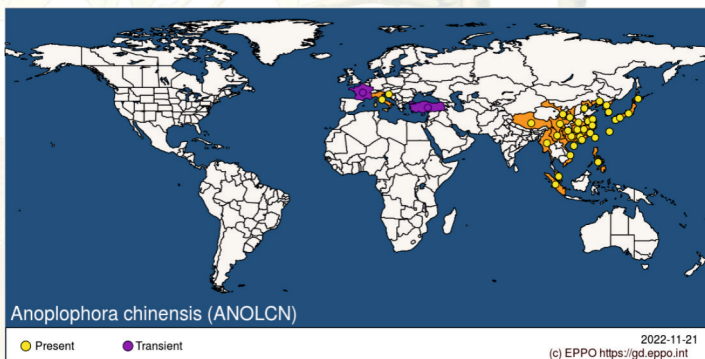 Anoplophora chinensis (ANOLCN)
Present
Transient
2022-11-21
(c) EPPO https://gd.eppo.int